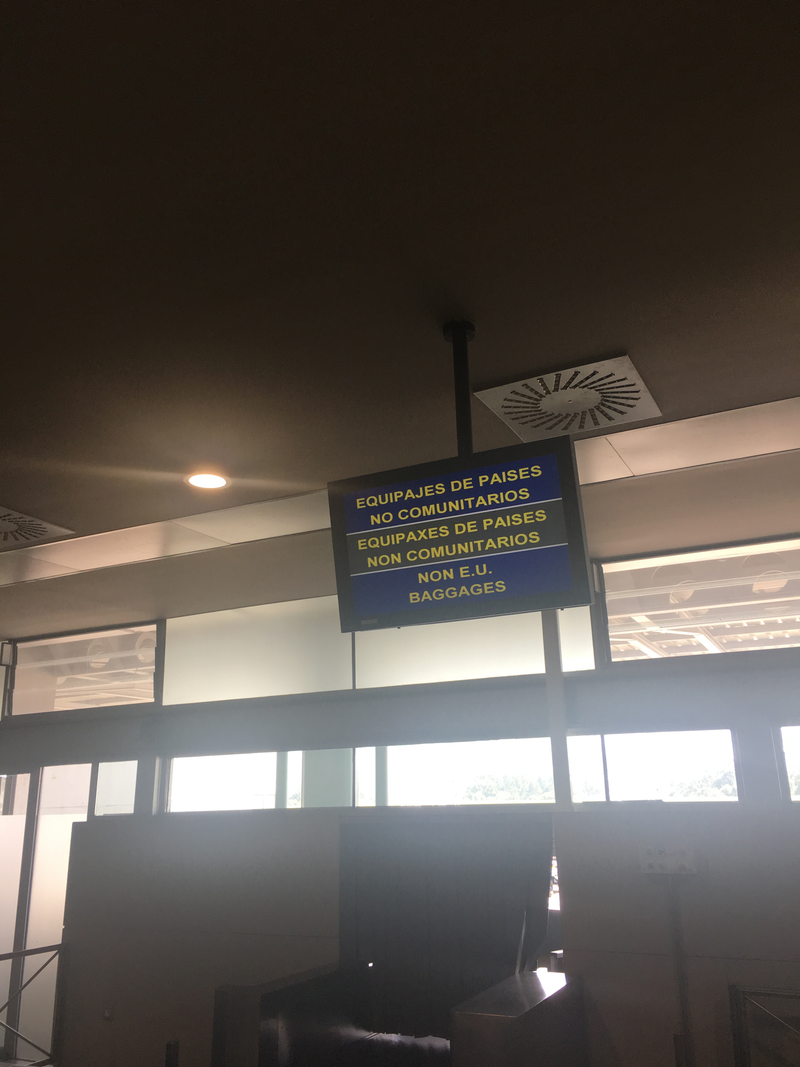 EQUIPAJES DE PAISES
NO COMUNITARIOS
EQUIPAXES DE PAISES
NON COMUNITARIOS
NON E.U.
BAGGAGES